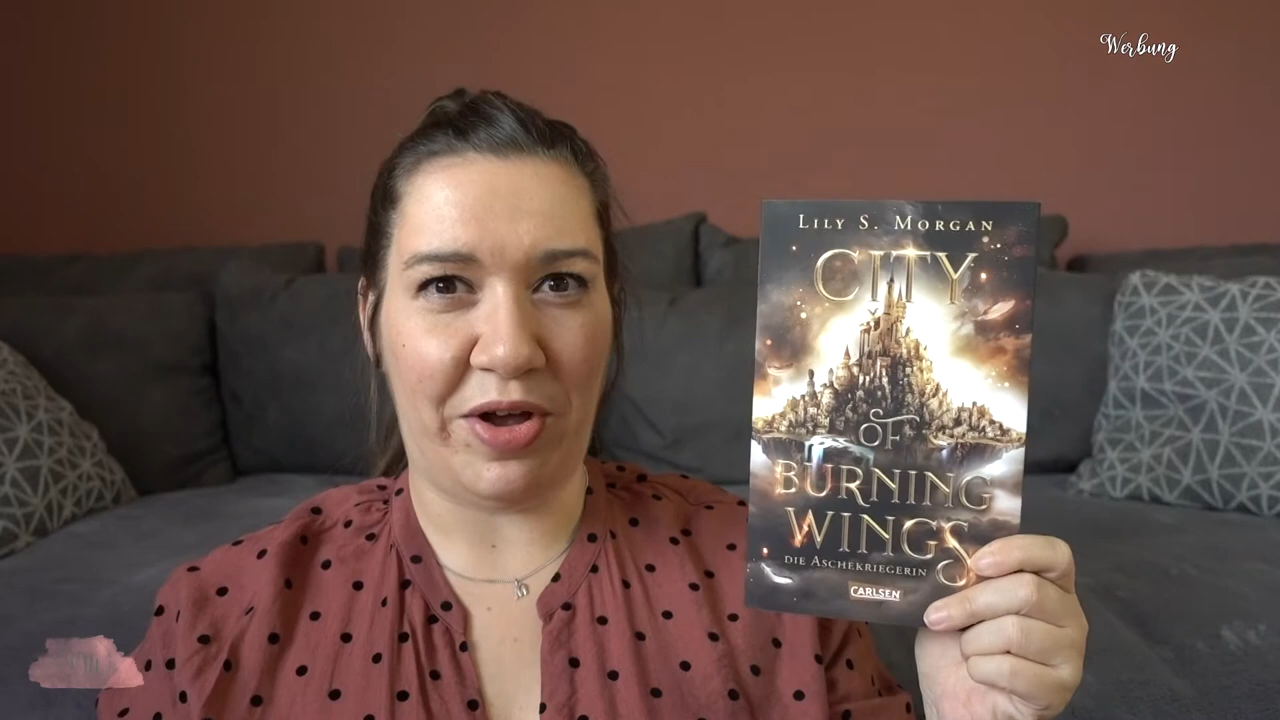 Werbung
LILY S. MORGAN
CITY
OF
BURNING
WINGS
DIE ASCHEKRIEGERIN
CARLSEN